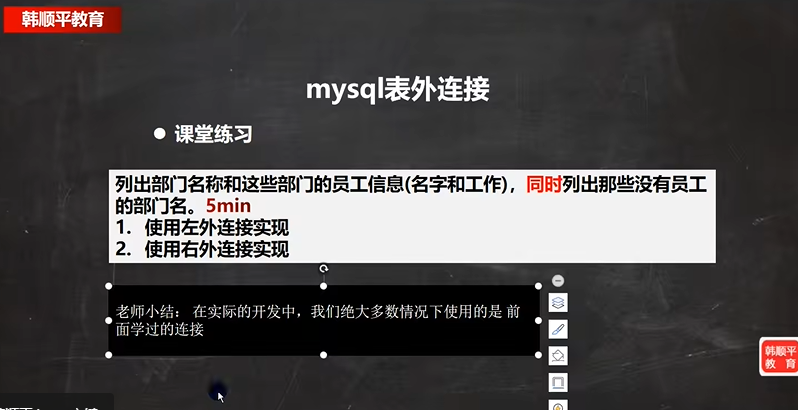 韩顺平教育
mysql表外连接
● 课堂练习
列出部门名称和这些部门的员工信息(名字和工作)，同时列出那些没有员工
的部门名。5min
1. 使用左外连接实现
2. 使用右外连接实现
老师小结： 在实际的开发中，我们绝大多数情况下使用的是 前
面学过的连接
韩顺平
教 育